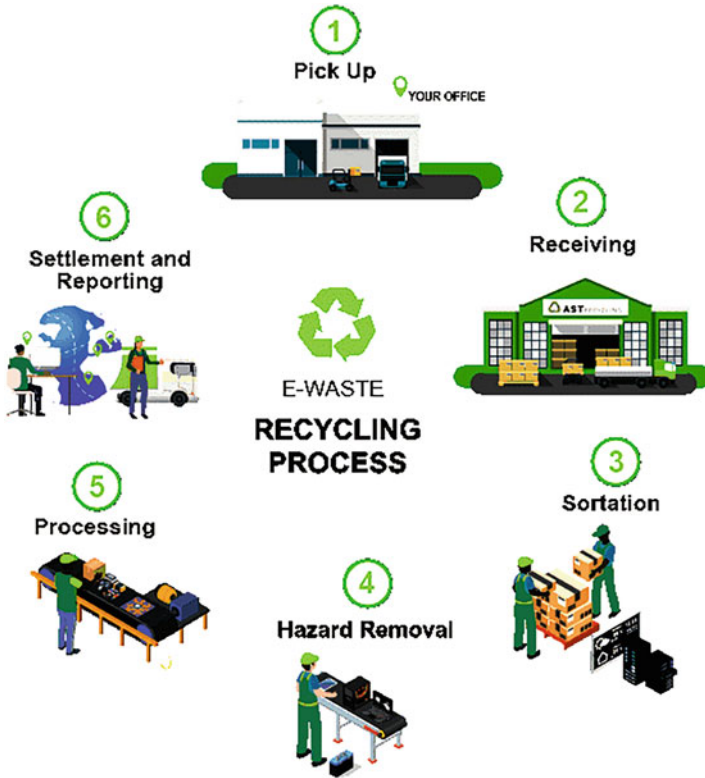 1
Pick Up
YOUR OFFICE
2
Receiving
AST RECYCLING
3
Sortation
4
Hazard Removal
5
Processing
6
Settlement and
Reporting
E-WASTE
RECYCLING
PROCESS